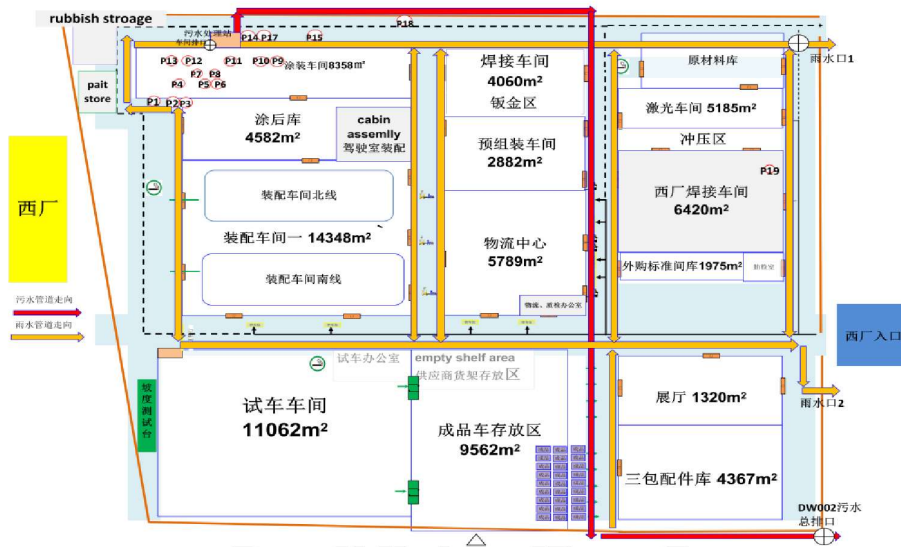 rubbish stroage
污水处理站
车间排口
P14
P17
P15
P18
P13
P12
P11
P10
P9
涂装车间8358㎡
P7
P8
P4
P5
P6
P1
P2
P3
pait
store
焊接车间
4060m²
钣金区
原材料库
雨水口1
激光车间 5185m²
涂后库
4582m²
cabin
assemlly
驾驶室装配
预组装车间
2882m²
冲压区
P19
西厂焊接车间
6420m²
西厂
装配车间北线
装配车间一 14348m²
装配车间南线
物流中心
5789m²
外购标准间库1975m²
物流、质检办公室
污水管道走向
雨水管道走向
西厂入口
试车办公室
empty shelf area
供应商货架存放区
坡度测试台
试车车间
11062m²
成品车存放区
9562m²
展厅 1320m²
雨水口2
三包配件库 4367m²
DW002污水
总排口